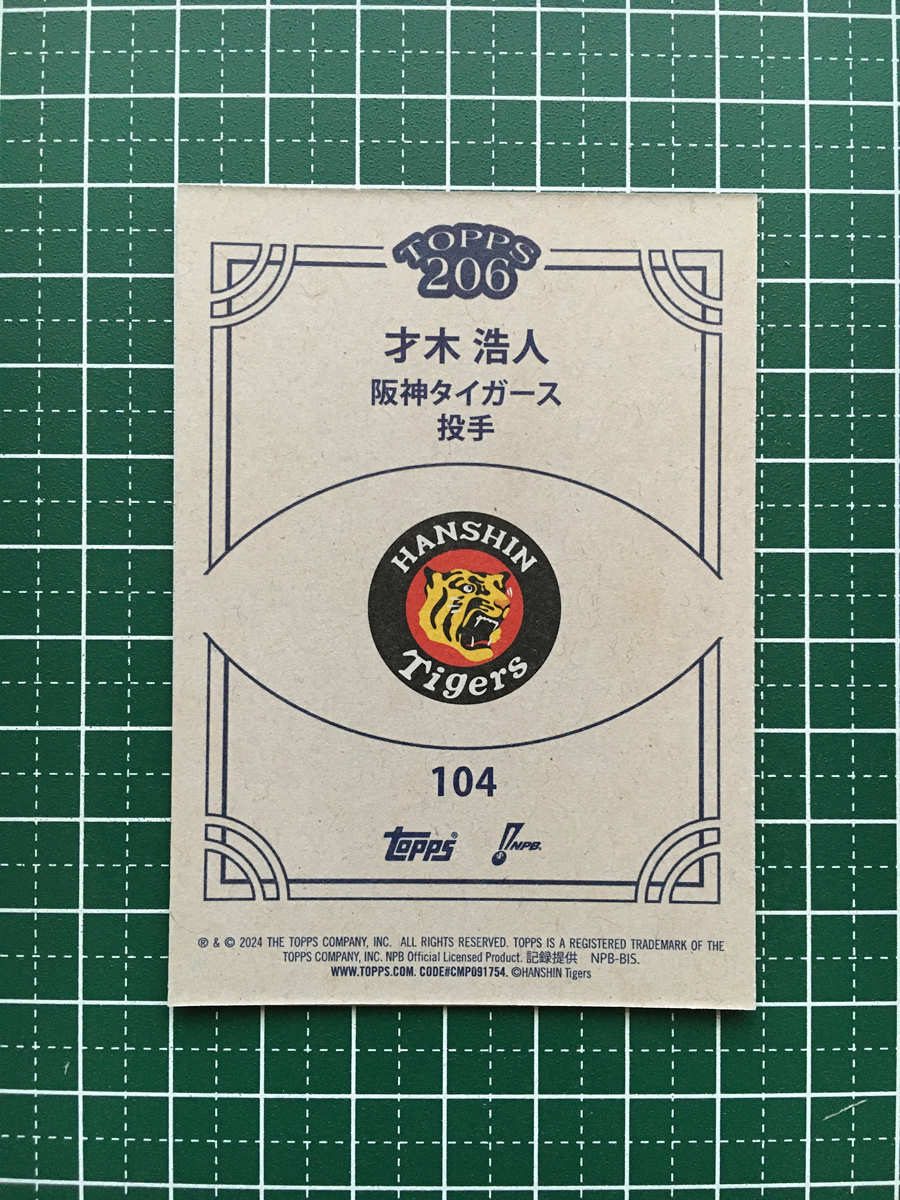 TOPPS
206
才木 浩人
阪神タイガース
投手
HANSHIN
Tigers
104
topps® NPB.
® & © 2024 THE TOPPS COMPANY, INC. ALL RIGHTS RESERVED. TOPPS IS A REGISTERED TRADEMARK OF THE
TOPPS COMPANY, INC. NPB Official Licensed Product. 記録提供 NPB-BIS.
WWW.TOPPS.COM. CODE#CMP091754. ©HANSHIN Tigers